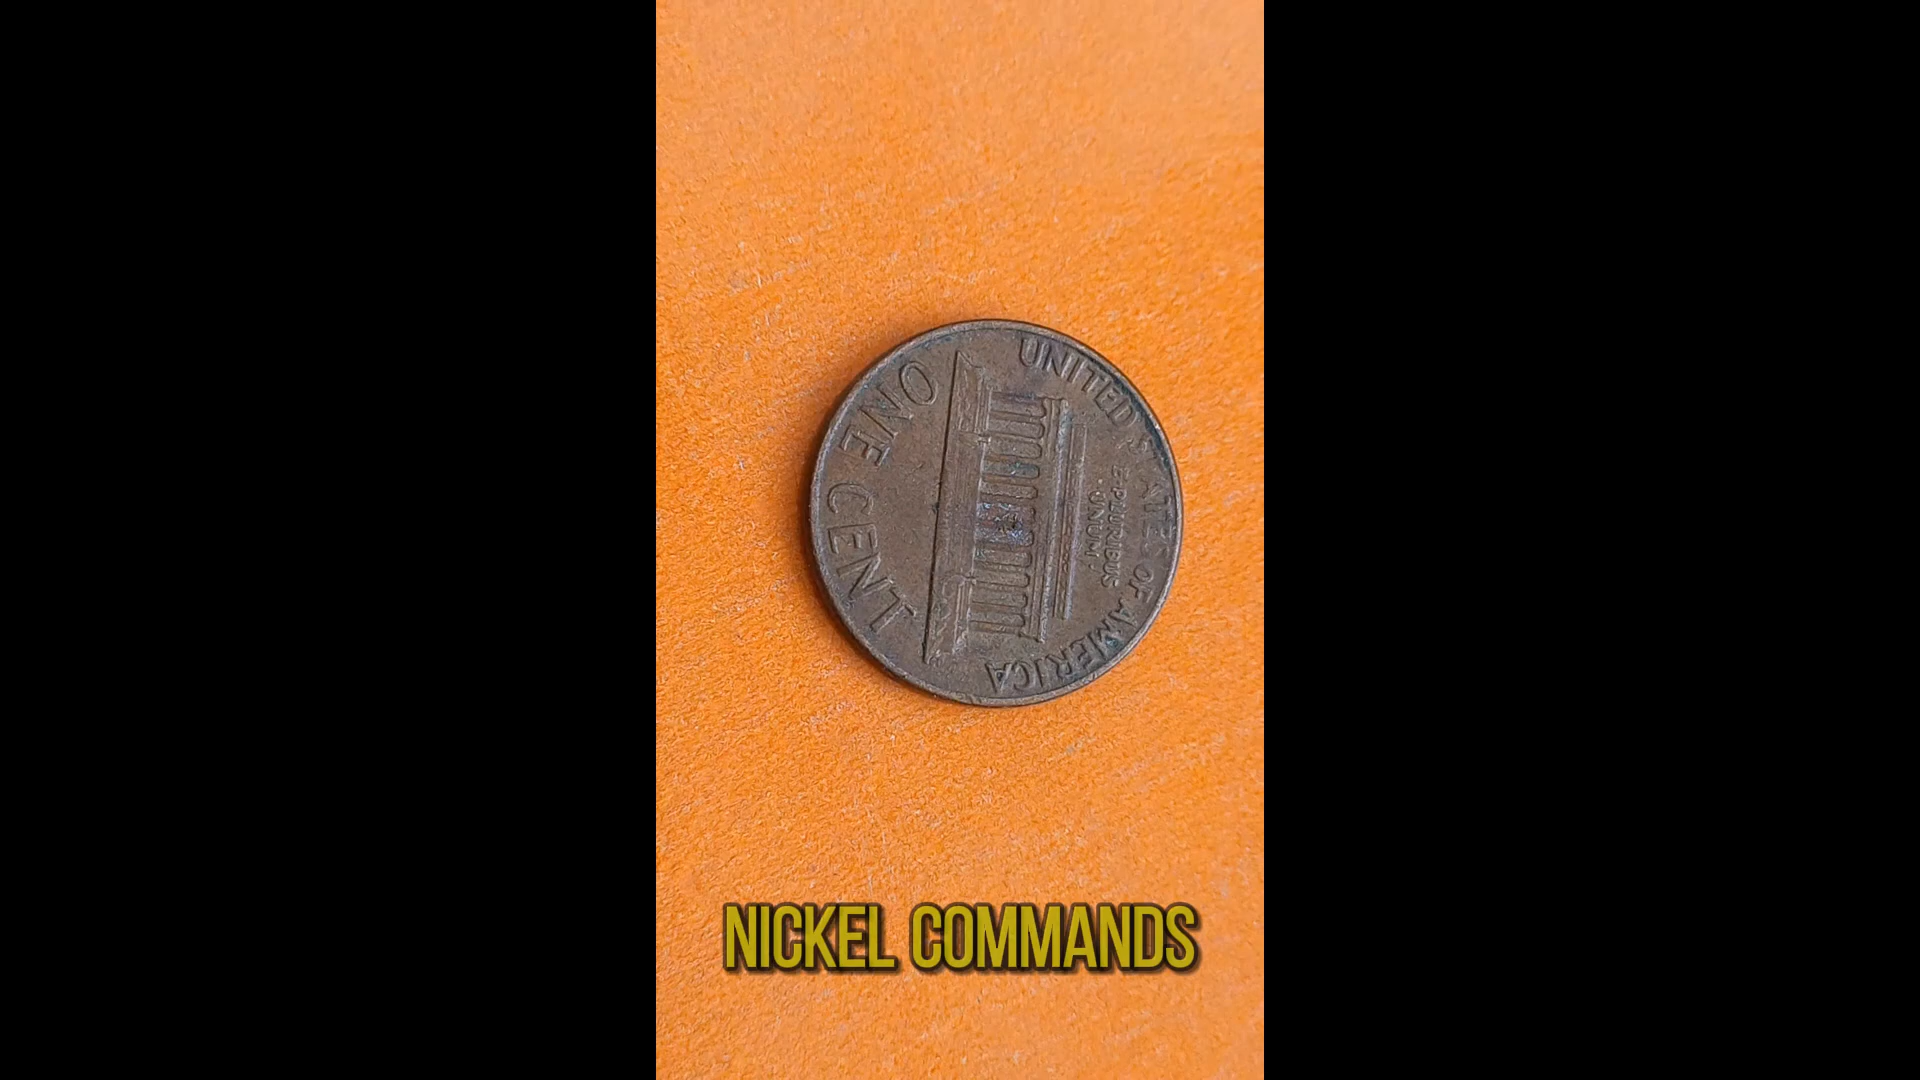 UNITED STATES OF AMERICA
E·PLURIBUS
·UNUM·
ONE CENT
NICKEL COMMANDS